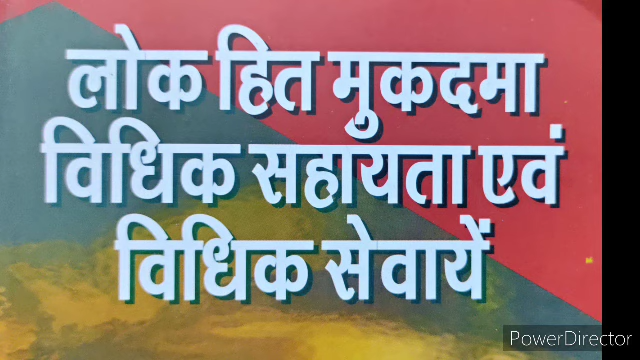 लोक हित मुकदमा
विधिक सहायता एवं
विधिक सेवायें
PowerDirector